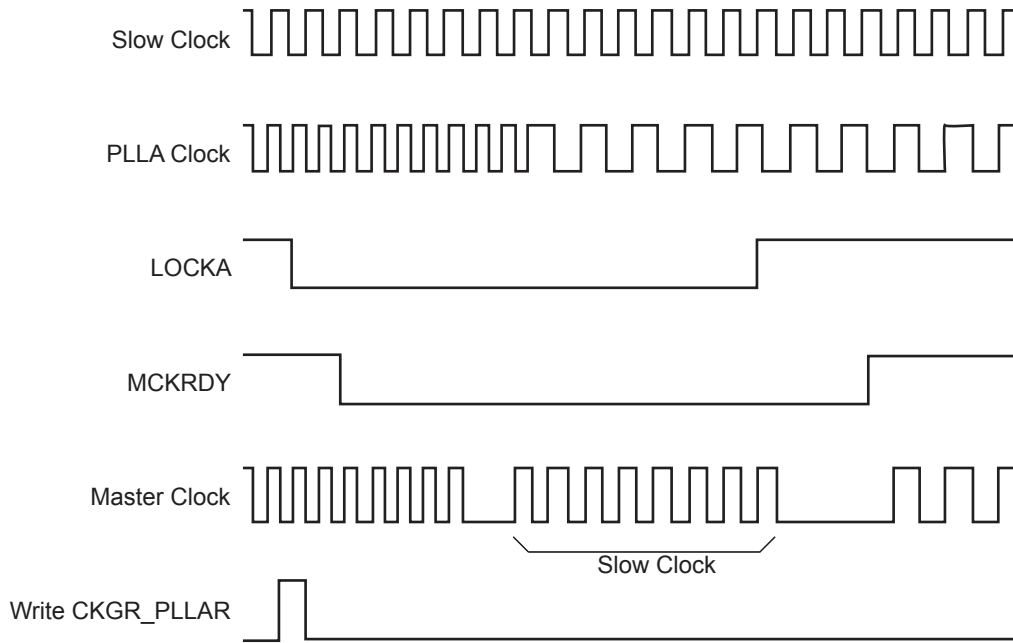 Slow Clock
PLLA Clock
LOCKA
MCKRDY
Master Clock
Slow Clock
Write CKGR_PLLAR